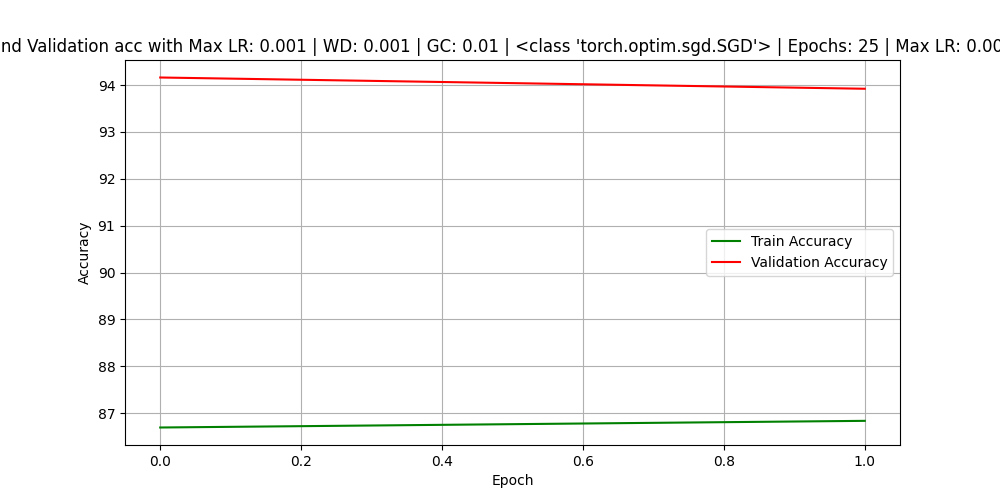 nd Validation acc with Max LR: 0.001 | WD: 0.001 | GC: 0.01 | <class 'torch.optim.sgd.SGD'> | Epochs: 25 | Max LR: 0.00
94
93
92
91
90
89
88
87
Accuracy
Train Accuracy
Validation Accuracy
0.0 0.2 0.4 0.6 0.8 1.0
Epoch